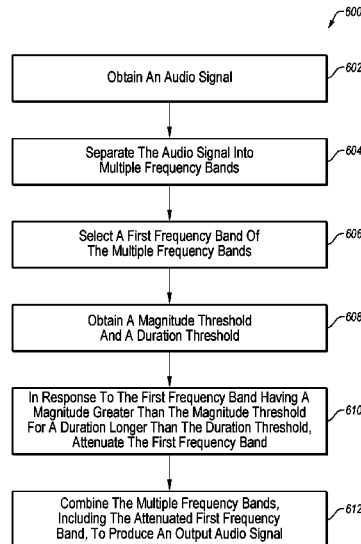 600
Obtain An Audio Signal
602
Separate The Audio Signal Into
Multiple Frequency Bands
604
Select A First Frequency Band Of
The Multiple Frequency Bands
606
Obtain A Magnitude Threshold
And A Duration Threshold
608
In Response To The First Frequency Band Having A
Magnitude Greater Than The Magnitude Threshold
For A Duration Longer Than The Duration Threshold,
Attenuate The First Frequency Band
610
Combine The Multiple Frequency Bands,
Including The Attenuated First Frequency
Band, To Produce An Output Audio Signal
612